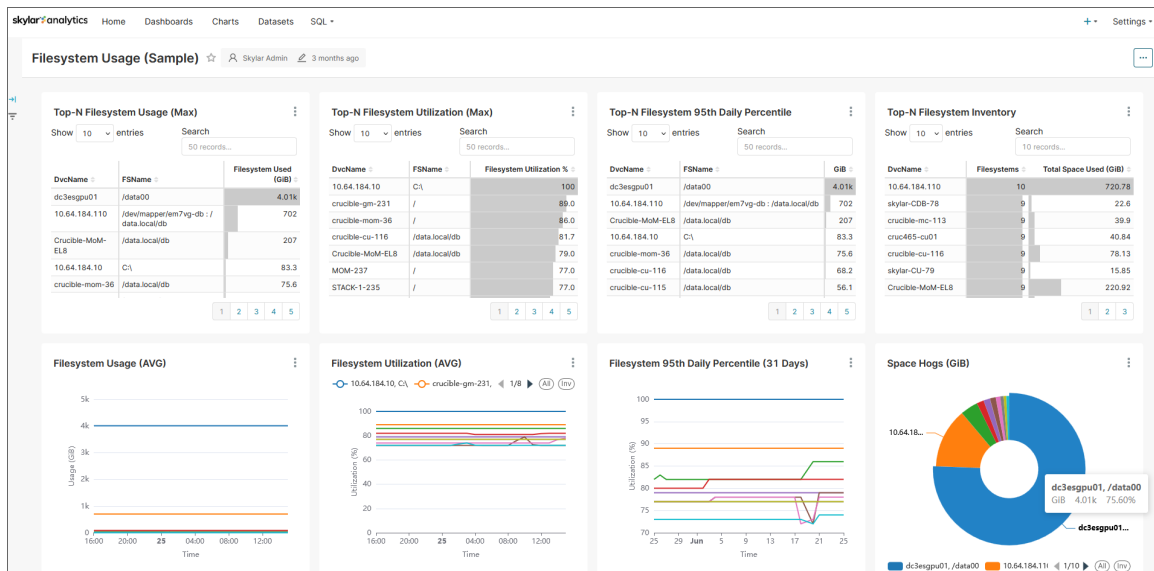 skylar analytics Home Dashboards Charts Datasets SQL + Settings
Filesystem Usage (Sample) Skylar Admin 3 months ago ...
Top-N Filesystem Usage (Max)
Show 10 entries Search
50 records...
DvcName FSName Filesystem Used (GiB)
dc3esgpu01 /data00 4.01k
10.64.184.110 /dev/mapper/em7vg-db : / 702
data.local/db
Crucible-MoM- /data.local/db 207
EL8
10.64.184.10 C:\ 83.3
crucible-mom-36 /data.local/db 75.6
1 2 3 4 5
Top-N Filesystem Utilization (Max)
Show 10 entries Search
50 records...
DvcName FSName Filesystem Utilization %
10.64.184.10 C:\ 100
crucible-gm-231 / 89.0
crucible-mom-36 / 86.0
crucible-cu-116 /data.local/db 81.7
Crucible-MoM-EL8 /data.local/db 79.0
MOM-237 / 77.0
STACK-1-235 / 77.0
1 2 3 4 5
Top-N Filesystem 95th Daily Percentile
Show 10 entries Search
50 records...
DvcName FSName GiB
dc3esgpu01 /data00 4.01k
10.64.184.110 /dev/mapper/em7vg-db : /data.local/db 702
Crucible-MoM-EL8 /data.local/db 207
10.64.184.10 C:\ 83.3
crucible-mom-36 /data.local/db 75.6
crucible-cu-116 /data.local/db 68.2
crucible-cu-115 /data.local/db 56.1
1 2 3 4 5
Top-N Filesystem Inventory
Show 10 entries Search
10 records...
DvcName Filesystems Total Space Used (GiB)
10.64.184.110 10 720.78
skylar-CDB-78 9 22.6
crucible-mc-113 9 39.9
cruc465-cu01 9 40.84
crucible-cu-116 9 78.13
skylar-CU-79 9 15.85
Crucible-MoM-EL8 9 220.92
1 2 3
Filesystem Usage (AVG)
5k
4k
3k
2k
1k
0
Usage (GiB)
16:00 20:00 25 04:00 08:00 12:00
Time
Filesystem Utilization (AVG)
10.64.184.10, C:\ crucible-gm-231, 1/8 All Inv
100
80
60
40
20
0
Utilization (%)
16:00 20:00 25 04:00 08:00 12:00
Time
Filesystem 95th Daily Percentile (31 Days)
100
95
90
85
80
75
70
Utilization (%)
25 29 Jun 5 9 13 17 21 25
Time
Space Hogs (GiB)
10.64.18...
dc3esgpu01, /data00
GiB 4.01k 75.60%
dc3esgpu01...
dc3esgpu01, /data00 10.64.184.11 1/10 All Inv